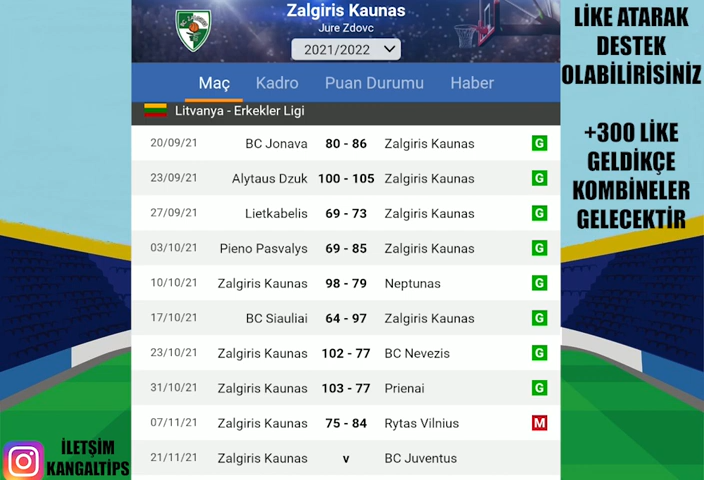 Zalgiris Kaunas
Jure Zdovc
2021/2022
Maç Kadro Puan Durumu Haber
Litvanya - Erkekler Ligi
20/09/21 BC Jonava 80 - 86 Zalgiris Kaunas G
23/09/21 Alytaus Dzuk 100 - 105 Zalgiris Kaunas G
27/09/21 Lietkabelis 69 - 73 Zalgiris Kaunas G
03/10/21 Pieno Pasvalys 69 - 85 Zalgiris Kaunas G
10/10/21 Zalgiris Kaunas 98 - 79 Neptunas G
17/10/21 BC Siauliai 64 - 97 Zalgiris Kaunas G
23/10/21 Zalgiris Kaunas 102 - 77 BC Nevezis G
31/10/21 Zalgiris Kaunas 103 - 77 Prienai G
07/11/21 Zalgiris Kaunas 75 - 84 Rytas Vilnius M
21/11/21 Zalgiris Kaunas v BC Juventus
LİKE ATARAK
DESTEK
OLABİLİRİSİNİZ
+300 LİKE
GELDİKÇE
KOMBİNELER
GELECEKTİR
İLETŞİM
KANGALTİPS